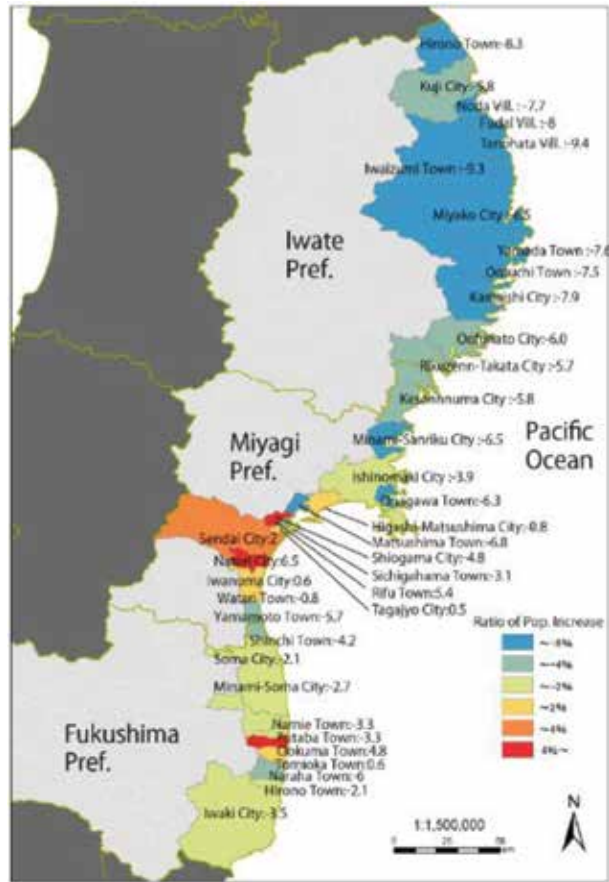 Hirono Town:-8.3
Kuji City:-5.8
Noda Vill.:-7.7
Fudai Vill.:-8
Tanohata Vill.:-9.4
Iwaizumi Town:-9.3
Miyako City:-6.5
Iwate
Pref.
Yamada Town:-7.6
Town:-7.5
Kamaishi City:-7.9
Oofunato City:-6.0
City:-5.7
City:-5.8
Miyagi
Pref.
Minami-Sanriku City:-6.5
Pacific
Ocean
Ishinomaki City:-3.9
Onagawa Town:-6.3
Higashi-Matsushima City:-0.8
Matsushima Town:-6.8
Shiogama City:-4.8
Sichigahama Town:-3.1
Rifu Town:5.4
Tagajyo City:0.5
Sendai City:2
Natori City:6.5
Iwanuma City:0.6
Watari Town:-0.8
Yamamoto Town:-5.7
Shinchi Town:-4.2
Soma City:-2.1
Minami-Soma City:-2.7
Ratio of Pop. Increase
~-4%
~2%
~4%
4%~
Fukushima
Pref.
Namie Town:-3.3
Futaba Town:-3.3
Ookuma Town:4.8
Tomioka Town:0.6
Naraha Town:-6
Hirono Town:-2.1
Iwaki City:-3.5
1:1,500,000
N
0